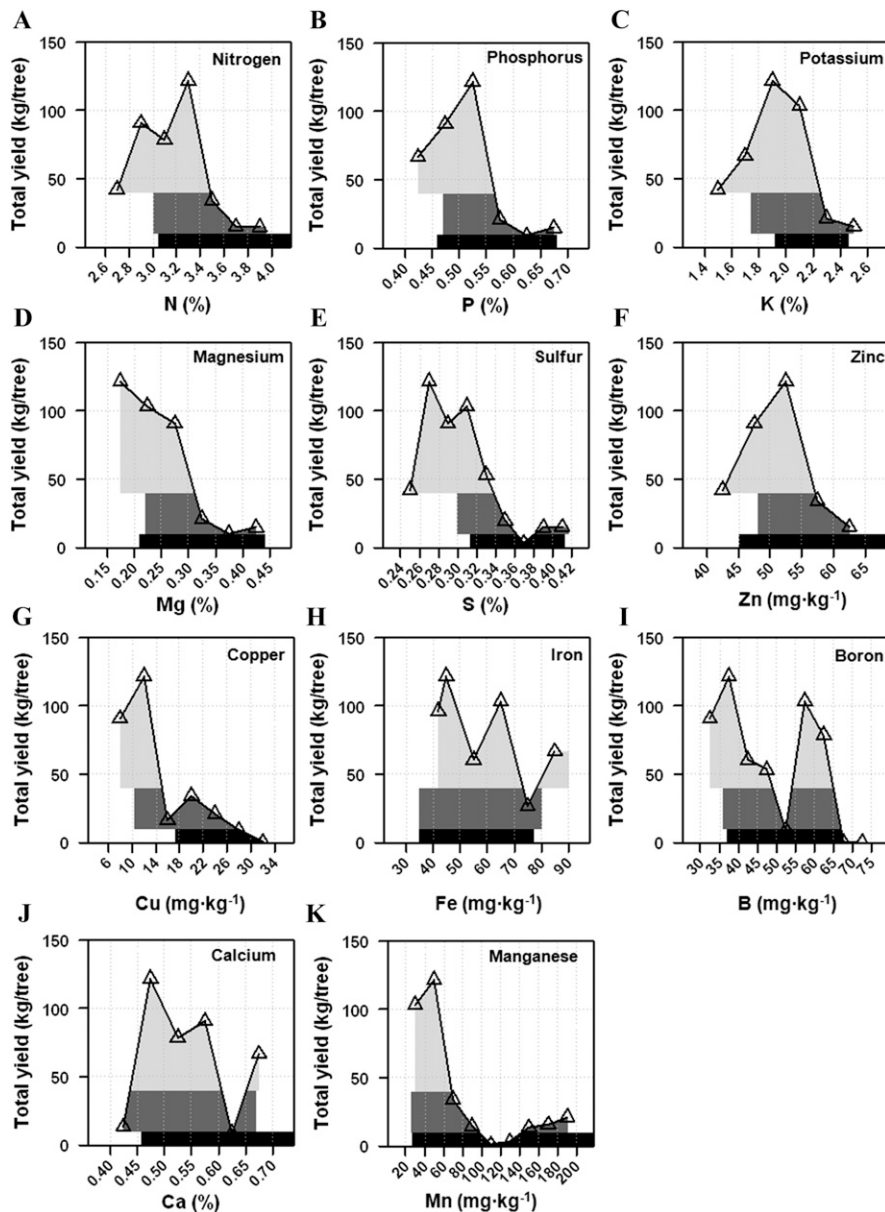 A
Nitrogen
Total yield (kg/tree)
150
100
50
0
2.6 2.8 3.0 3.2 3.4 3.6 3.8 4.0
N (%)
B
Phosphorus
Total yield (kg/tree)
150
100
50
0
0.40 0.45 0.50 0.55 0.60 0.65 0.70
P (%)
C
Potassium
Total yield (kg/tree)
150
100
50
0
1.4 1.6 1.8 2.0 2.2 2.4 2.6
K (%)
D
Magnesium
Total yield (kg/tree)
150
100
50
0
0.15 0.20 0.25 0.30 0.35 0.40 0.45
Mg (%)
E
Sulfur
Total yield (kg/tree)
150
100
50
0
0.24 0.26 0.28 0.30 0.32 0.34 0.36 0.38 0.40 0.42
S (%)
F
Zinc
Total yield (kg/tree)
150
100
50
0
40 45 50 55 60 65
Zn (mg·kg⁻¹)
G
Copper
Total yield (kg/tree)
150
100
50
0
6 10 14 18 22 26 30 34
Cu (mg·kg⁻¹)
H
Iron
Total yield (kg/tree)
150
100
50
0
30 40 50 60 70 80 90
Fe (mg·kg⁻¹)
I
Boron
Total yield (kg/tree)
150
100
50
0
30 35 40 45 50 55 60 65 70 75
B (mg·kg⁻¹)
J
Calcium
Total yield (kg/tree)
150
100
50
0
0.40 0.45 0.50 0.55 0.60 0.65 0.70
Ca (%)
K
Manganese
Total yield (kg/tree)
150
100
50
0
20 40 60 80 100 120 140 160 180 200
Mn (mg·kg⁻¹)